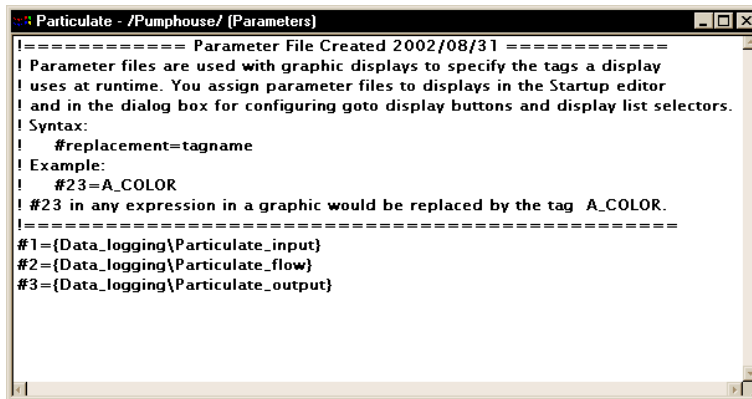 Particulate - /Pumphouse/ (Parameters)
!============ Parameter File Created 2002/08/31 ============
! Parameter files are used with graphic displays to specify the tags a display
! uses at runtime. You assign parameter files to displays in the Startup editor
! and in the dialog box for configuring goto display buttons and display list selectors.
! Syntax:
!    #replacement=tagname
! Example:
!    #23=A_COLOR
! #23 in any expression in a graphic would be replaced by the tag  A_COLOR.
!================================================
#1={Data_logging\Particulate_input}
#2={Data_logging\Particulate_flow}
#3={Data_logging\Particulate_output}